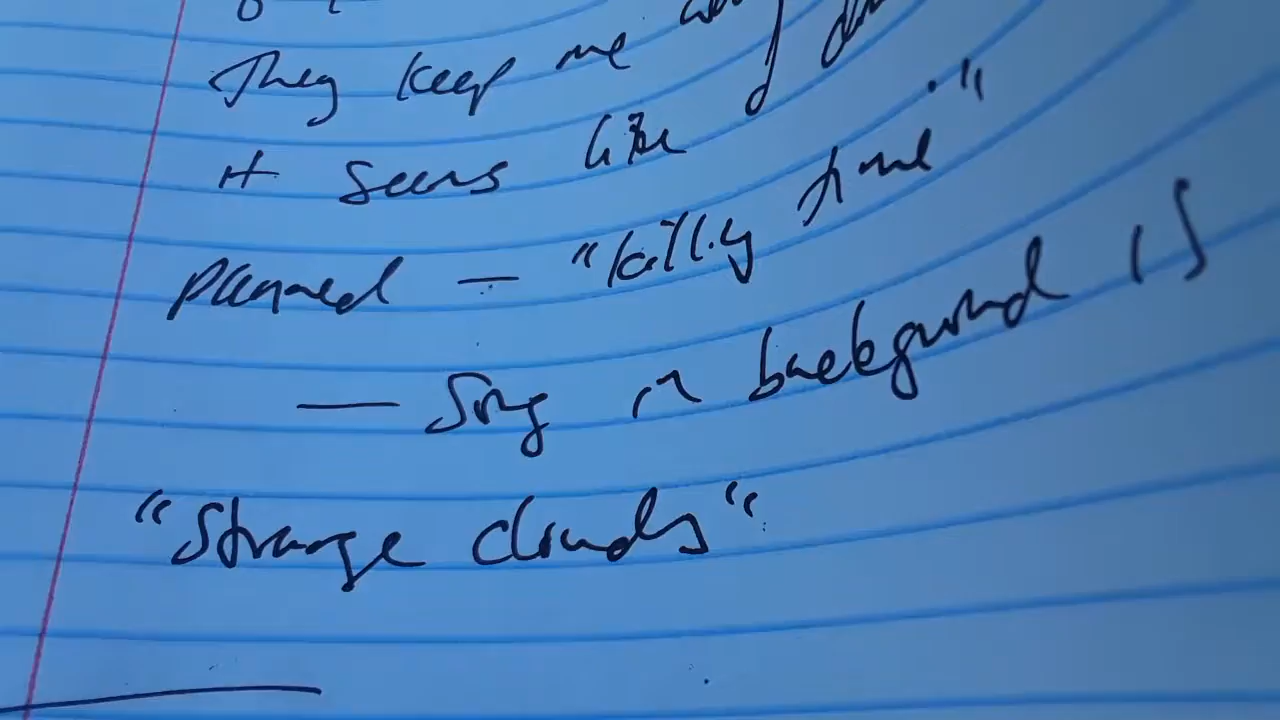 They keep me
it seems like
planned — "killing time."
— Song in background is
"Strange clouds"